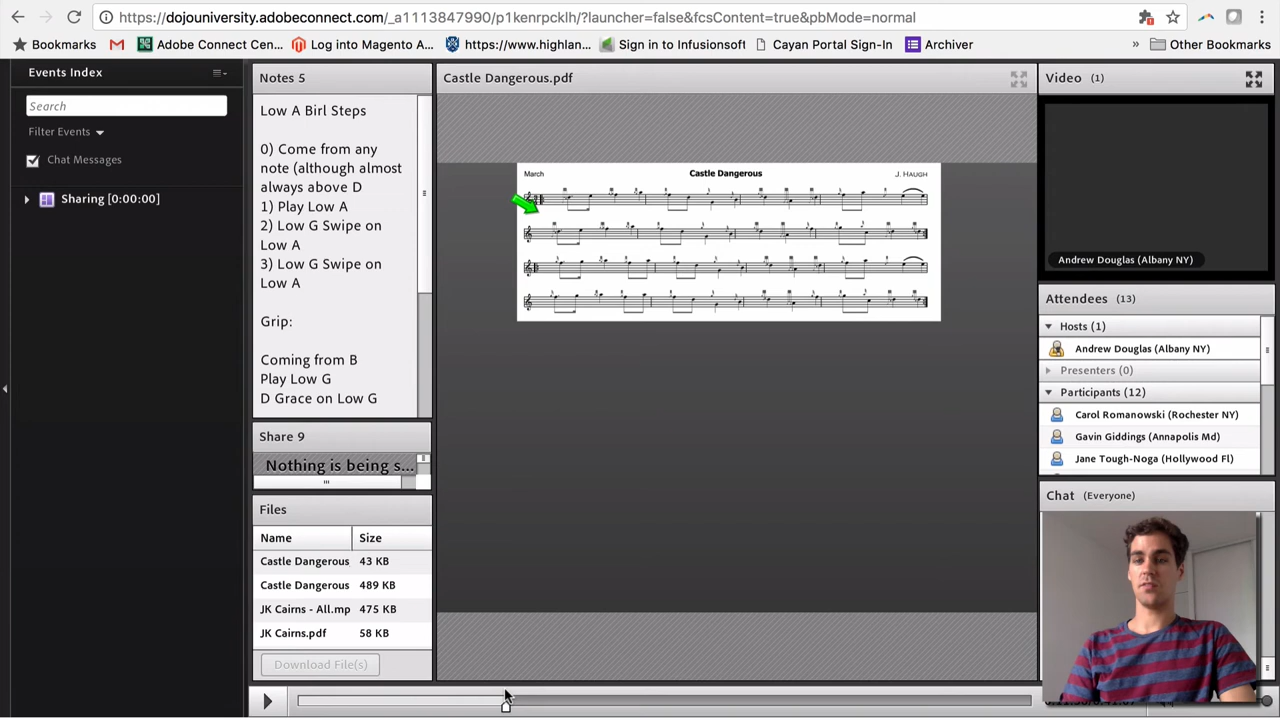 https://dojouniversity.adobeconnect.com/_a1113847990/p1kenrpcklh/?launcher=false&fcsContent=true&pbMode=normal
Bookmarks
Adobe Connect Cen...
Log into Magento A...
https://www.highlan...
Sign in to Infusionsoft
Cayan Portal Sign-In
Archiver
» Other Bookmarks
Events Index
Search
Filter Events
Chat Messages
Sharing [0:00:00]
Notes 5
Low A Birl Steps
0) Come from any
note (although almost
always above D
1) Play Low A
2) Low G Swipe on
Low A
3) Low G Swipe on
Low A
Grip:
Coming from B
Play Low G
D Grace on Low G
Share 9
Nothing is being s...
Files
Name Size
Castle Dangerous 43 KB
Castle Dangerous 489 KB
JK Cairns - All.mp 475 KB
JK Cairns.pdf 58 KB
Download File(s)
Castle Dangerous.pdf
March Castle Dangerous J. HAUGH
Video (1)
Andrew Douglas (Albany NY)
Attendees (13)
Hosts (1)
Andrew Douglas (Albany NY)
Presenters (0)
Participants (12)
Carol Romanowski (Rochester NY)
Gavin Giddings (Annapolis Md)
Jane Tough-Noga (Hollywood Fl)
Chat (Everyone)